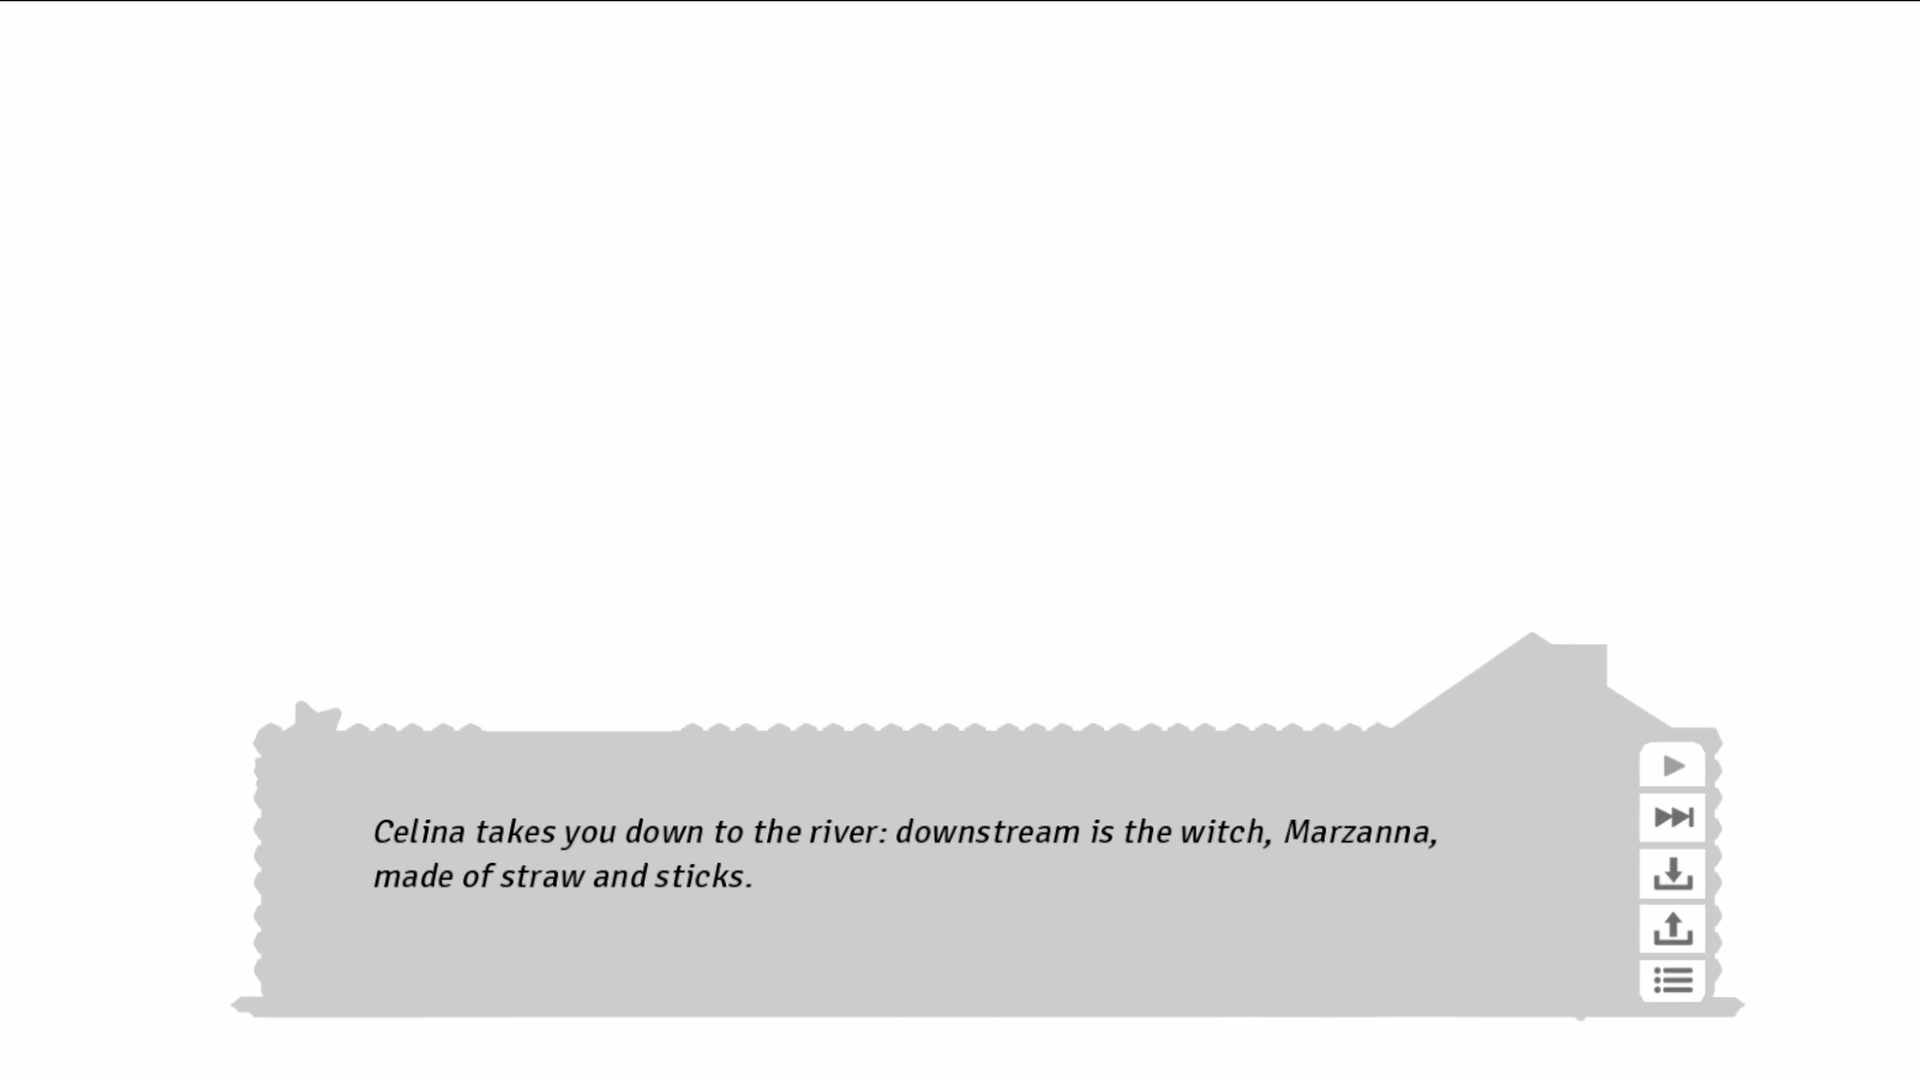 Celina takes you down to the river: downstream is the witch, Marzanna,
made of straw and sticks.